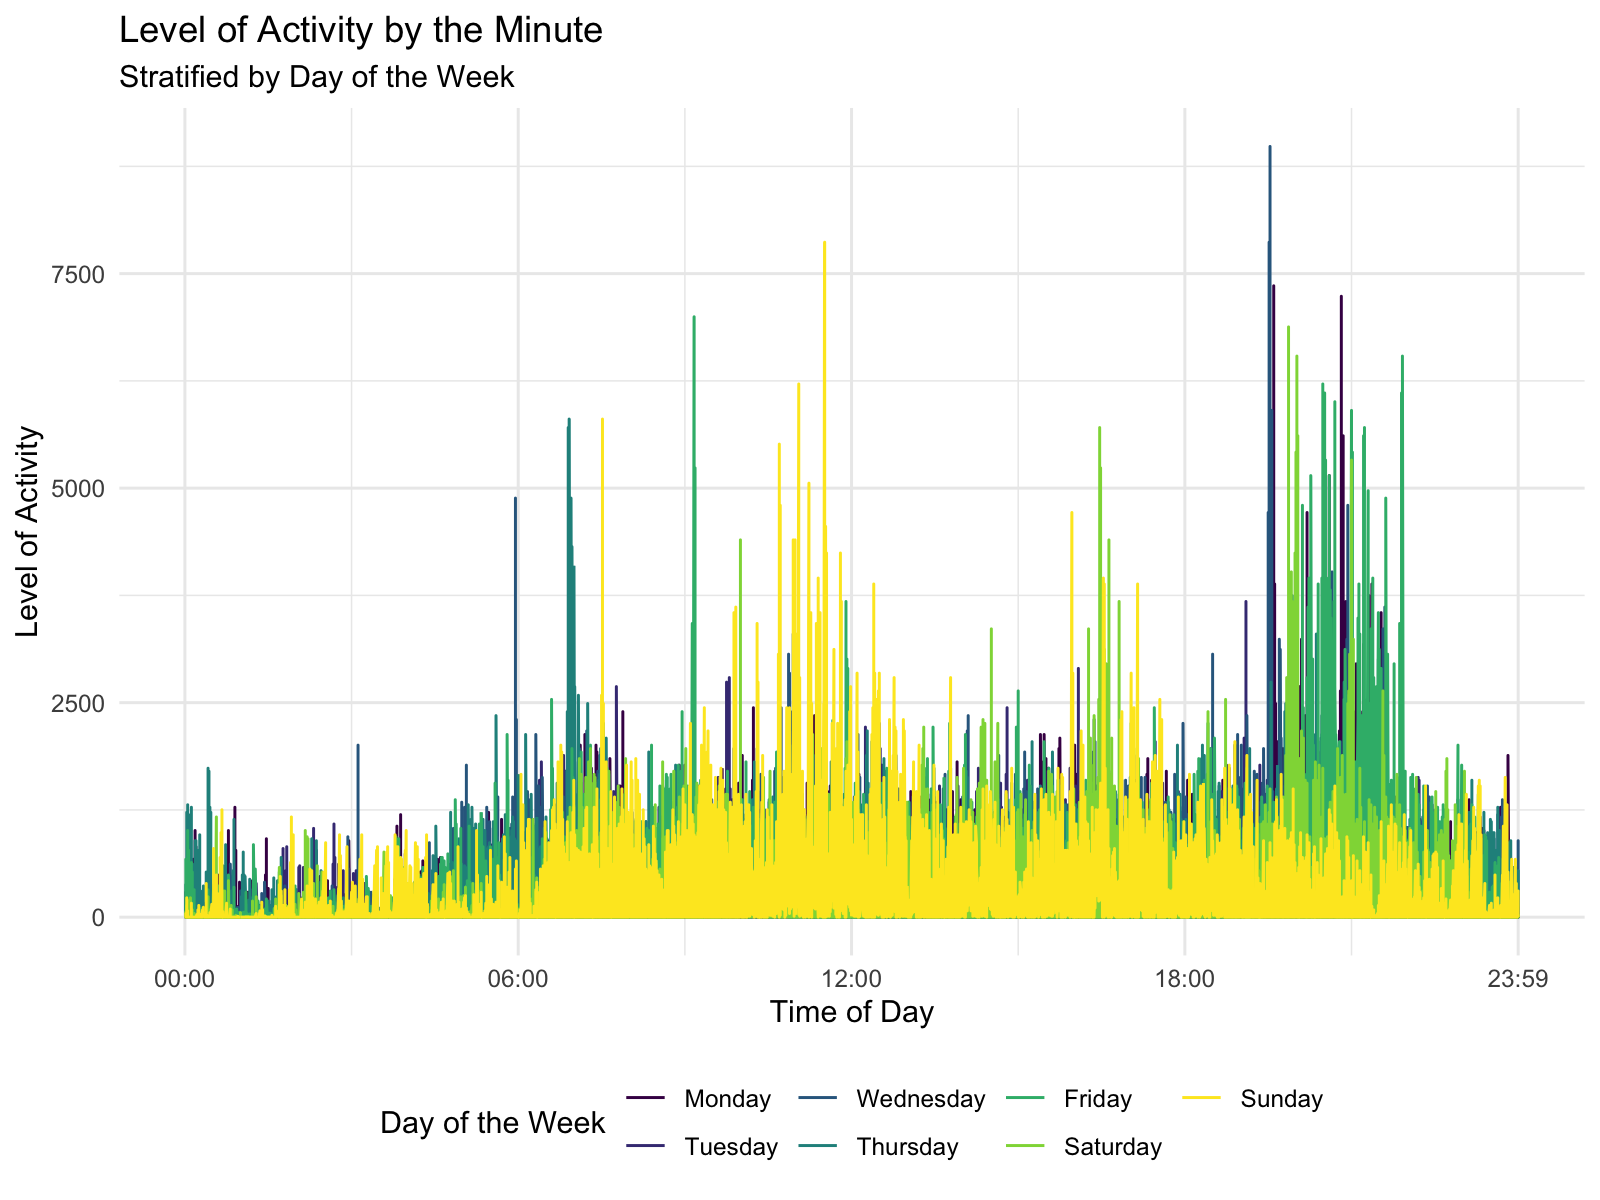 Level of Activity by the Minute
Stratified by Day of the Week
Level of Activity
7500
5000
2500
0
00:00 06:00 12:00 18:00 23:59
Time of Day
Day of the Week
Monday Wednesday Friday Sunday
Tuesday Thursday Saturday